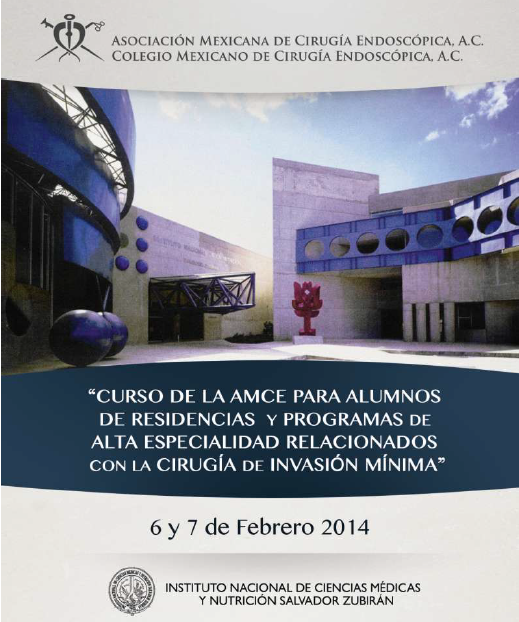 ASOCIACIÓN MEXICANA DE CIRUGÍA ENDOSCÓPICA, A.C.
COLEGIO MEXICANO DE CIRUGÍA ENDOSCÓPICA, A.C.
“CURSO DE LA AMCE PARA ALUMNOS
DE RESIDENCIAS y PROGRAMAS DE
ALTA ESPECIALIDAD RELACIONADOS
CON LA CIRUGÍA DE INVASIÓN MÍNIMA”
6 y 7 de Febrero 2014
INSTITUTO NACIONAL DE CIENCIAS MÉDICAS
Y NUTRICIÓN SALVADOR ZUBIRÁN